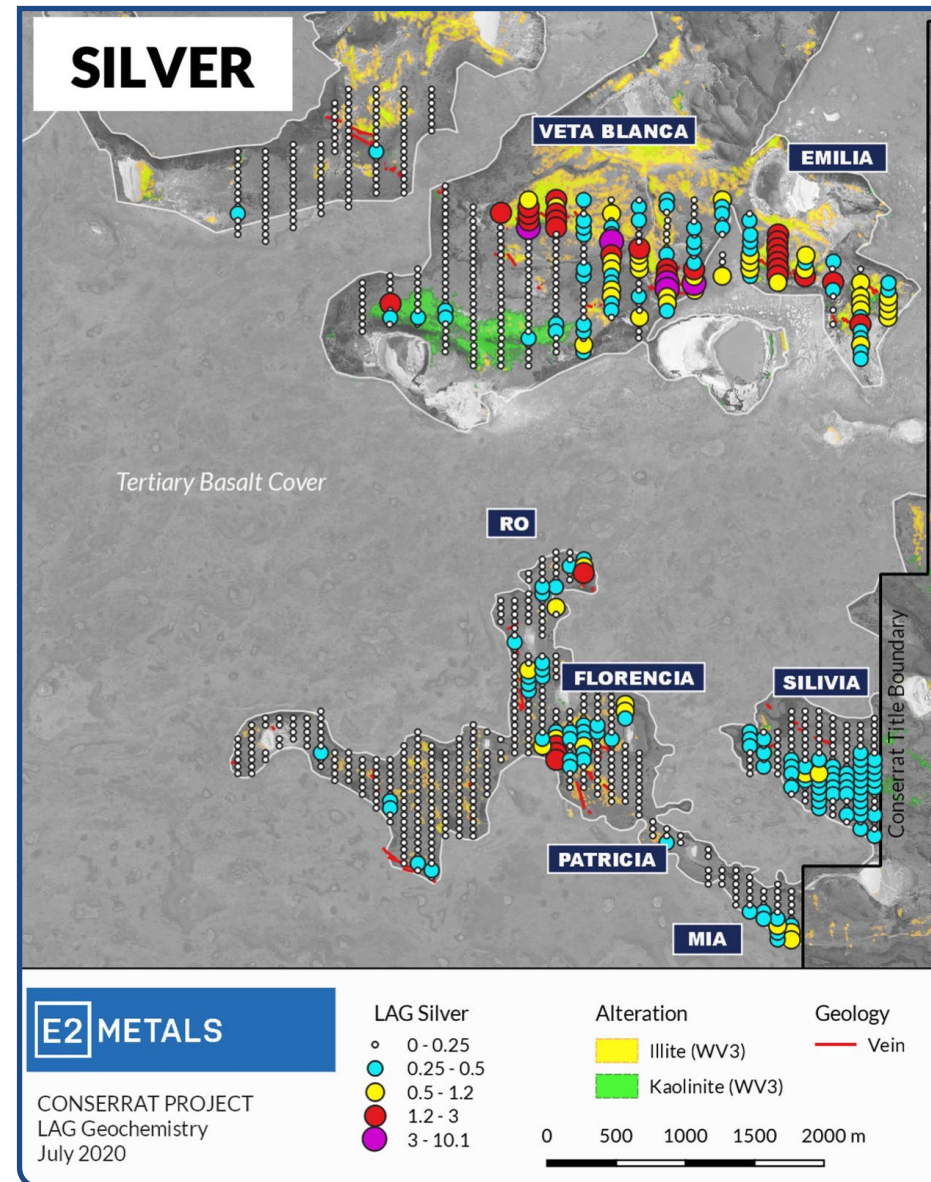 SILVER
VETA BLANCA
EMILIA
Tertiary Basalt Cover
RO
FLORENCIA
SILIVIA
Conserrat Title Boundary
PATRICIA
MIA
E2 METALS
CONSERRAT PROJECT
LAG Geochemistry
July 2020
LAG Silver
0 - 0.25
0.25 - 0.5
0.5 - 1.2
1.2 - 3
3 - 10.1
Alteration
Illite (WV3)
Kaolinite (WV3)
Geology
Vein
0 500 1000 1500 2000 m